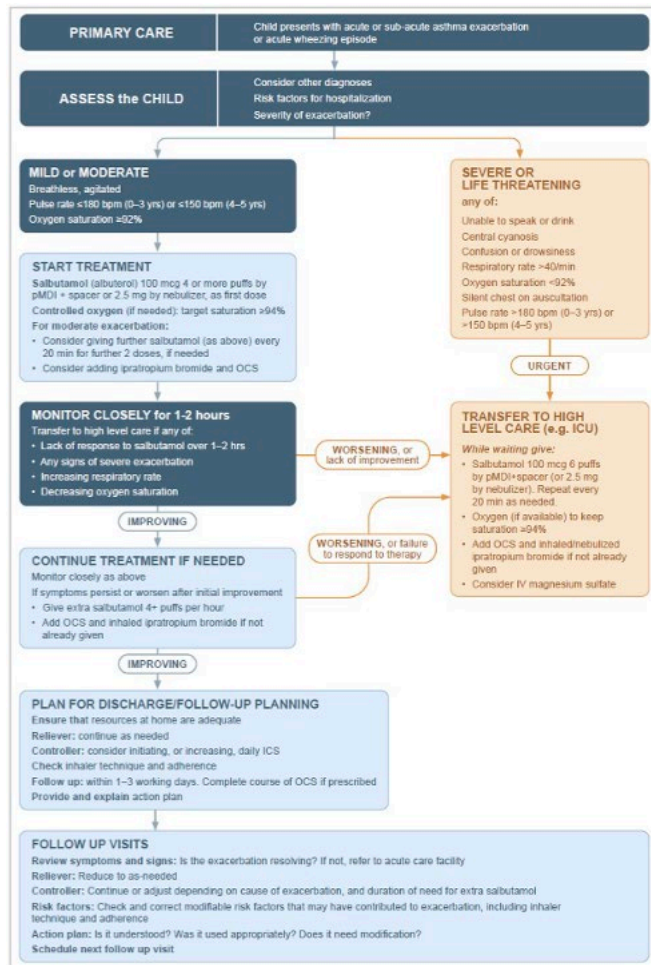 PRIMARY CARE
Child presents with acute or sub-acute asthma exacerbation
or acute wheezing episode
ASSESS the CHILD
Consider other diagnoses
Risk factors for hospitalization
Severity of exacerbation?
MILD or MODERATE
Breathless, agitated
Pulse rate ≤180 bpm (0–3 yrs) or ≤150 bpm (4–5 yrs)
Oxygen saturation ≥92%
SEVERE OR
LIFE THREATENING
any of:
Unable to speak or drink
Central cyanosis
Confusion or drowsiness
Respiratory rate >40/min
Oxygen saturation <92%
Silent chest on auscultation
Pulse rate >180 bpm (0–3 yrs) or
>150 bpm (4–5 yrs)
START TREATMENT
Salbutamol (albuterol) 100 mcg 4 or more puffs by
pMDI + spacer or 2.5 mg by nebulizer, as first dose
Controlled oxygen (if needed): target saturation ≥94%
For moderate exacerbation:
• Consider giving further salbutamol (as above) every
20 min for further 2 doses, if needed
• Consider adding ipratropium bromide and OCS
URGENT
MONITOR CLOSELY for 1-2 hours
Transfer to high level care if any of:
• Lack of response to salbutamol over 1–2 hrs
• Any signs of severe exacerbation
• Increasing respiratory rate
• Decreasing oxygen saturation
WORSENING, or
lack of improvement
TRANSFER TO HIGH
LEVEL CARE (e.g. ICU)
While waiting give:
• Salbutamol 100 mcg 6 puffs
by pMDI+spacer (or 2.5 mg
by nebulizer). Repeat every
20 min as needed.
• Oxygen (if available) to keep
saturation ≥94%
• Add OCS and inhaled/nebulized
ipratropium bromide if not already
given
• Consider IV magnesium sulfate
IMPROVING
WORSENING, or failure
to respond to therapy
CONTINUE TREATMENT IF NEEDED
Monitor closely as above
If symptoms persist or worsen after initial improvement
• Give extra salbutamol 4+ puffs per hour
• Add OCS and inhaled ipratropium bromide if not
already given
IMPROVING
PLAN FOR DISCHARGE/FOLLOW-UP PLANNING
Ensure that resources at home are adequate
Reliever: continue as needed
Controller: consider initiating, or increasing, daily ICS
Check inhaler technique and adherence
Follow up: within 1–3 working days. Complete course of OCS if prescribed
Provide and explain action plan
FOLLOW UP VISITS
Review symptoms and signs: Is the exacerbation resolving? If not, refer to acute care facility
Reliever: Reduce to as-needed
Controller: Continue or adjust depending on cause of exacerbation, and duration of need for extra salbutamol
Risk factors: Check and correct modifiable risk factors that may have contributed to exacerbation, including inhaler
technique and adherence
Action plan: Is it understood? Was it used appropriately? Does it need modification?
Schedule next follow up visit